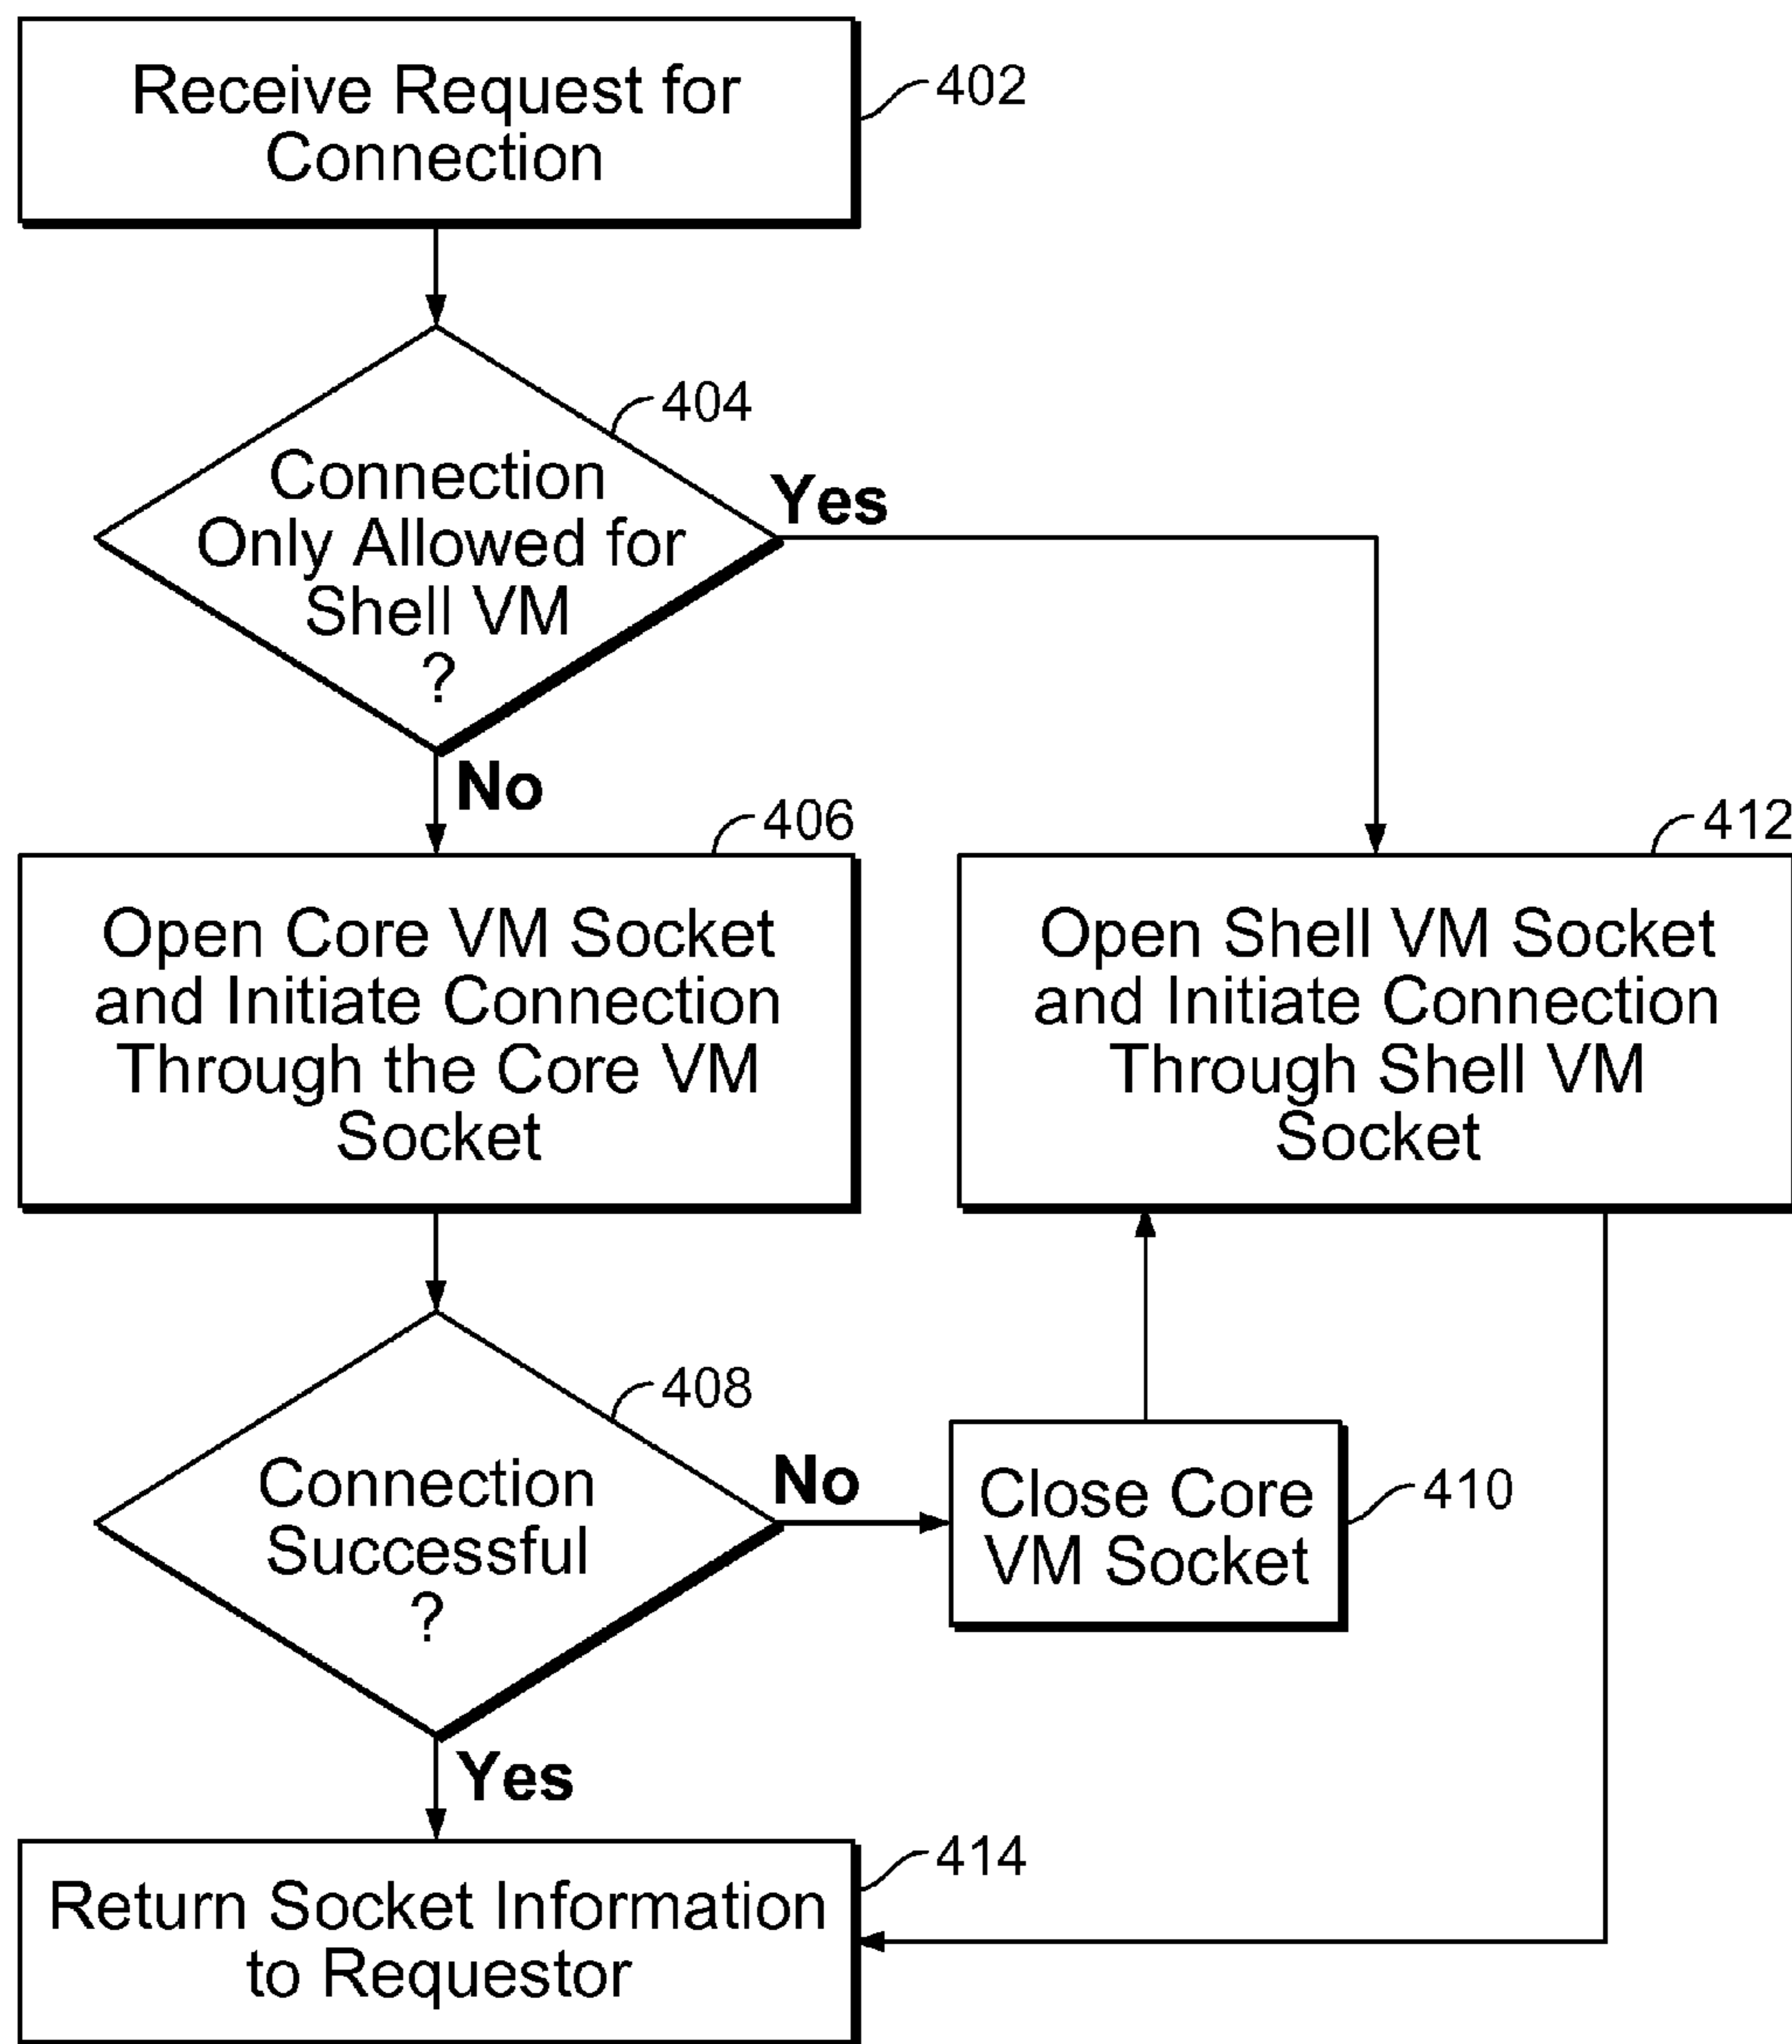 Receive Request for
Connection
402
404
Connection
Only Allowed for
Shell VM
?
Yes
No
406
Open Core VM Socket
and Initiate Connection
Through the Core VM
Socket
412
Open Shell VM Socket
and Initiate Connection
Through Shell VM
Socket
408
Connection
Successful
?
No
Close Core
VM Socket
410
Yes
414
Return Socket Information
to Requestor